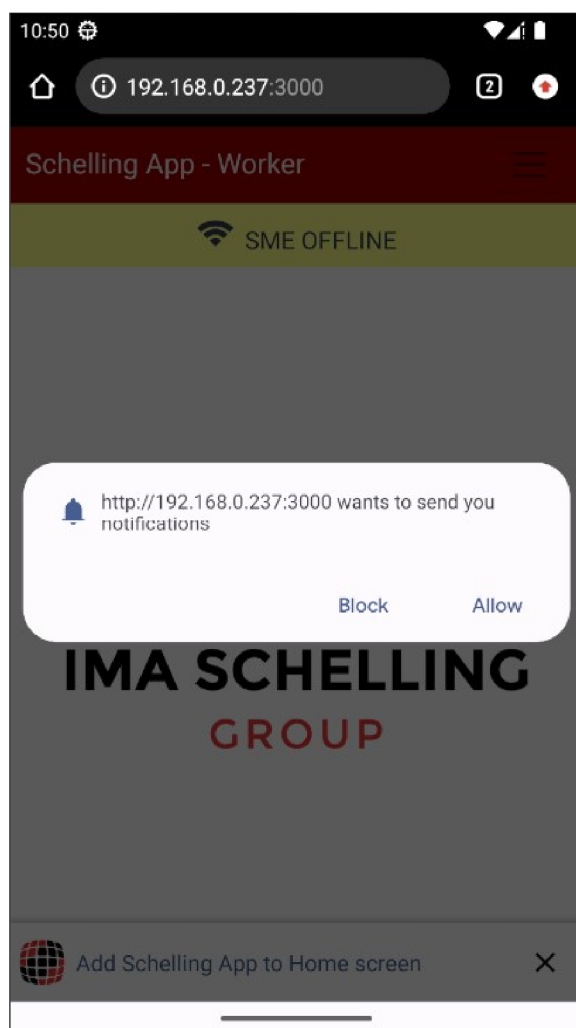 10:50
192.168.0.237:3000
2
Schelling App - Worker
SME OFFLINE
http://192.168.0.237:3000 wants to send you
notifications
Block Allow
IMA SCHELLING
GROUP
Add Schelling App to Home screen